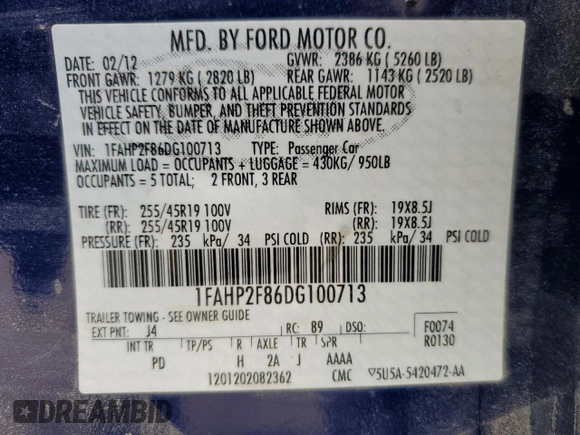 MFD. BY FORD MOTOR CO.
DATE: 02/12 GVWR: 2386 KG ( 5260 LB)
FRONT GAWR: 1279 KG ( 2820 LB) REAR GAWR: 1143 KG ( 2520 LB)
THIS VEHICLE CONFORMS TO ALL APPLICABLE FEDERAL MOTOR
VEHICLE SAFETY, BUMPER, AND THEFT PREVENTION STANDARDS
IN EFFECT ON THE DATE OF MANUFACTURE SHOWN ABOVE.
VIN: 1FAHP2F86DG100713 TYPE: Passenger Car
MAXIMUM LOAD = OCCUPANTS + LUGGAGE = 430KG/ 950LB
OCCUPANTS = 5 TOTAL; 2 FRONT, 3 REAR
TIRE (FR): 255/45R19 100V RIMS (FR): 19X8.5J
(RR): 255/45R19 100V (RR): 19X8.5J
PRESSURE (FR): 235 kPa/ 34 PSI COLD (RR): 235 kPa/ 34 PSI COLD
1FAHP2F86DG100713
TRAILER TOWING - SEE OWNER GUIDE
EXT PNT: J4 RC: 89 DSO: F0074
R0130
INT TR TP/PS R AXLE TR SPR
PD H 2A J AAAA
1201202082362 CMC ▽5U5A-5420472-AA
DREAMBID